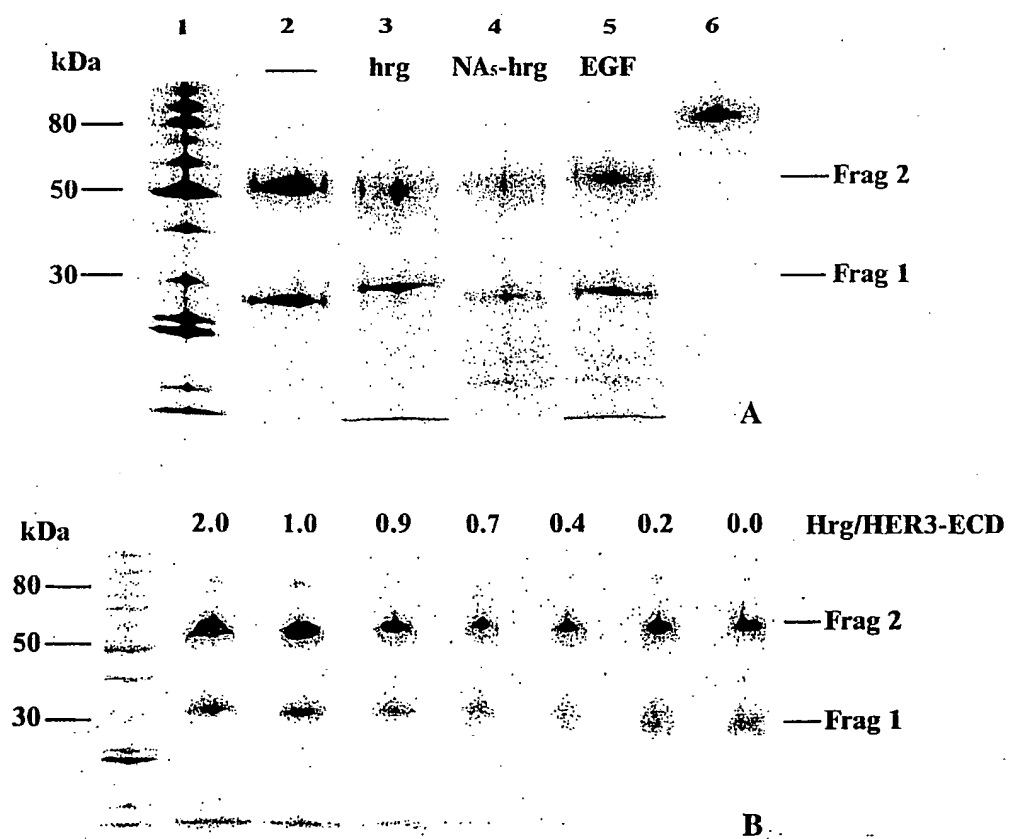 1 2 3 4 5 6
kDa — hrg NA₅-hrg EGF
80
50 Frag 2
30 Frag 1
A
kDa 2.0 1.0 0.9 0.7 0.4 0.2 0.0 Hrg/HER3-ECD
80
Frag 2
50
30 Frag 1
B